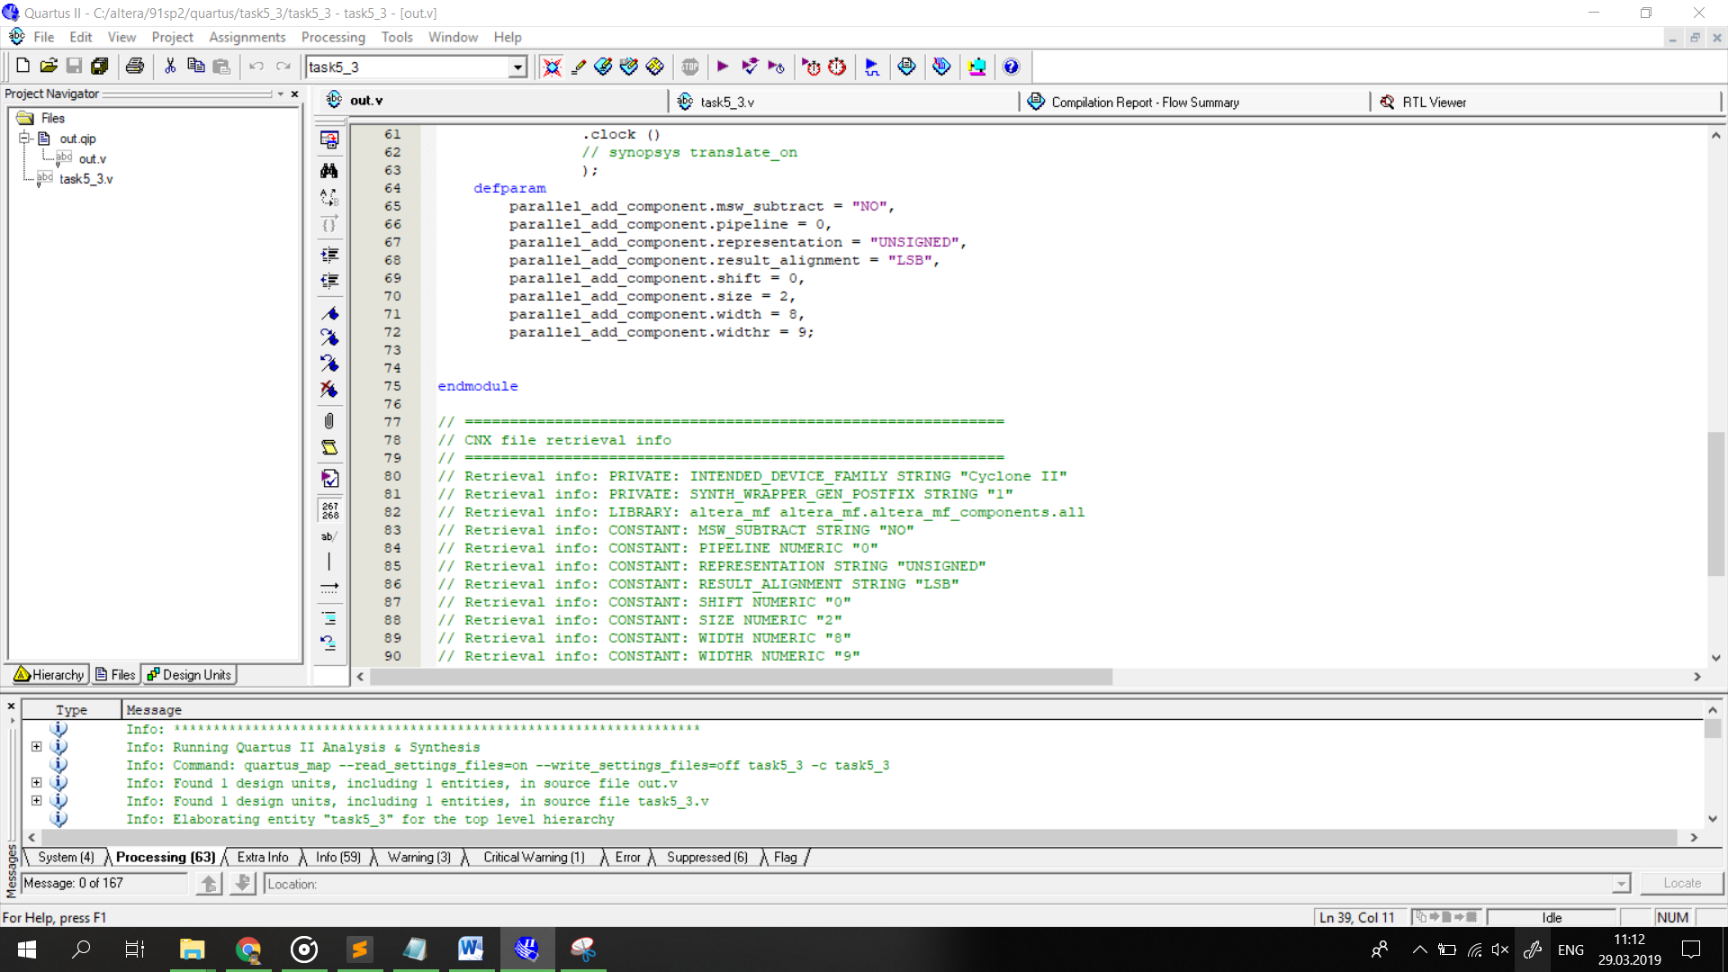 Quartus II - C:/altera/91sp2/quartus/task5_3/task5_3 - task5_3 - [out.v]
File Edit View Project Assignments Processing Tools Window Help
task5_3
Project Navigator
Files
out.qip
out.v
task5_3.v
Hierarchy Files Design Units
out.v task5_3.v Compilation Report - Flow Summary RTL Viewer
61 .clock ()
62 // synopsys translate_on
63 );
64 defparam
65 parallel_add_component.msw_subtract = "NO",
66 parallel_add_component.pipeline = 0,
67 parallel_add_component.representation = "UNSIGNED",
68 parallel_add_component.result_alignment = "LSB",
69 parallel_add_component.shift = 0,
70 parallel_add_component.size = 2,
71 parallel_add_component.width = 8,
72 parallel_add_component.widthr = 9;
73
74
75 endmodule
76
77 // ============================================================
78 // CNX file retrieval info
79 // ============================================================
80 // Retrieval info: PRIVATE: INTENDED_DEVICE_FAMILY STRING "Cyclone II"
81 // Retrieval info: PRIVATE: SYNTH_WRAPPER_GEN_POSTFIX STRING "1"
82 // Retrieval info: LIBRARY: altera_mf altera_mf.altera_mf_components.all
83 // Retrieval info: CONSTANT: MSW_SUBTRACT STRING "NO"
84 // Retrieval info: CONSTANT: PIPELINE NUMERIC "0"
85 // Retrieval info: CONSTANT: REPRESENTATION STRING "UNSIGNED"
86 // Retrieval info: CONSTANT: RESULT_ALIGNMENT STRING "LSB"
87 // Retrieval info: CONSTANT: SHIFT NUMERIC "0"
88 // Retrieval info: CONSTANT: SIZE NUMERIC "2"
89 // Retrieval info: CONSTANT: WIDTH NUMERIC "8"
90 // Retrieval info: CONSTANT: WIDTHR NUMERIC "9"
Type Message
Info: *******************************************************************
Info: Running Quartus II Analysis & Synthesis
Info: Command: quartus_map --read_settings_files=on --write_settings_files=off task5_3 -c task5_3
Info: Found 1 design units, including 1 entities, in source file out.v
Info: Found 1 design units, including 1 entities, in source file task5_3.v
Info: Elaborating entity "task5_3" for the top level hierarchy
System (4) Processing (63) Extra Info Info (59) Warning (3) Critical Warning (1) Error Suppressed (6) Flag
Messages
Message: 0 of 167 Location: Locate
For Help, press F1 Ln 39, Col 11 Idle NUM
ENG 11:12
29.03.2019